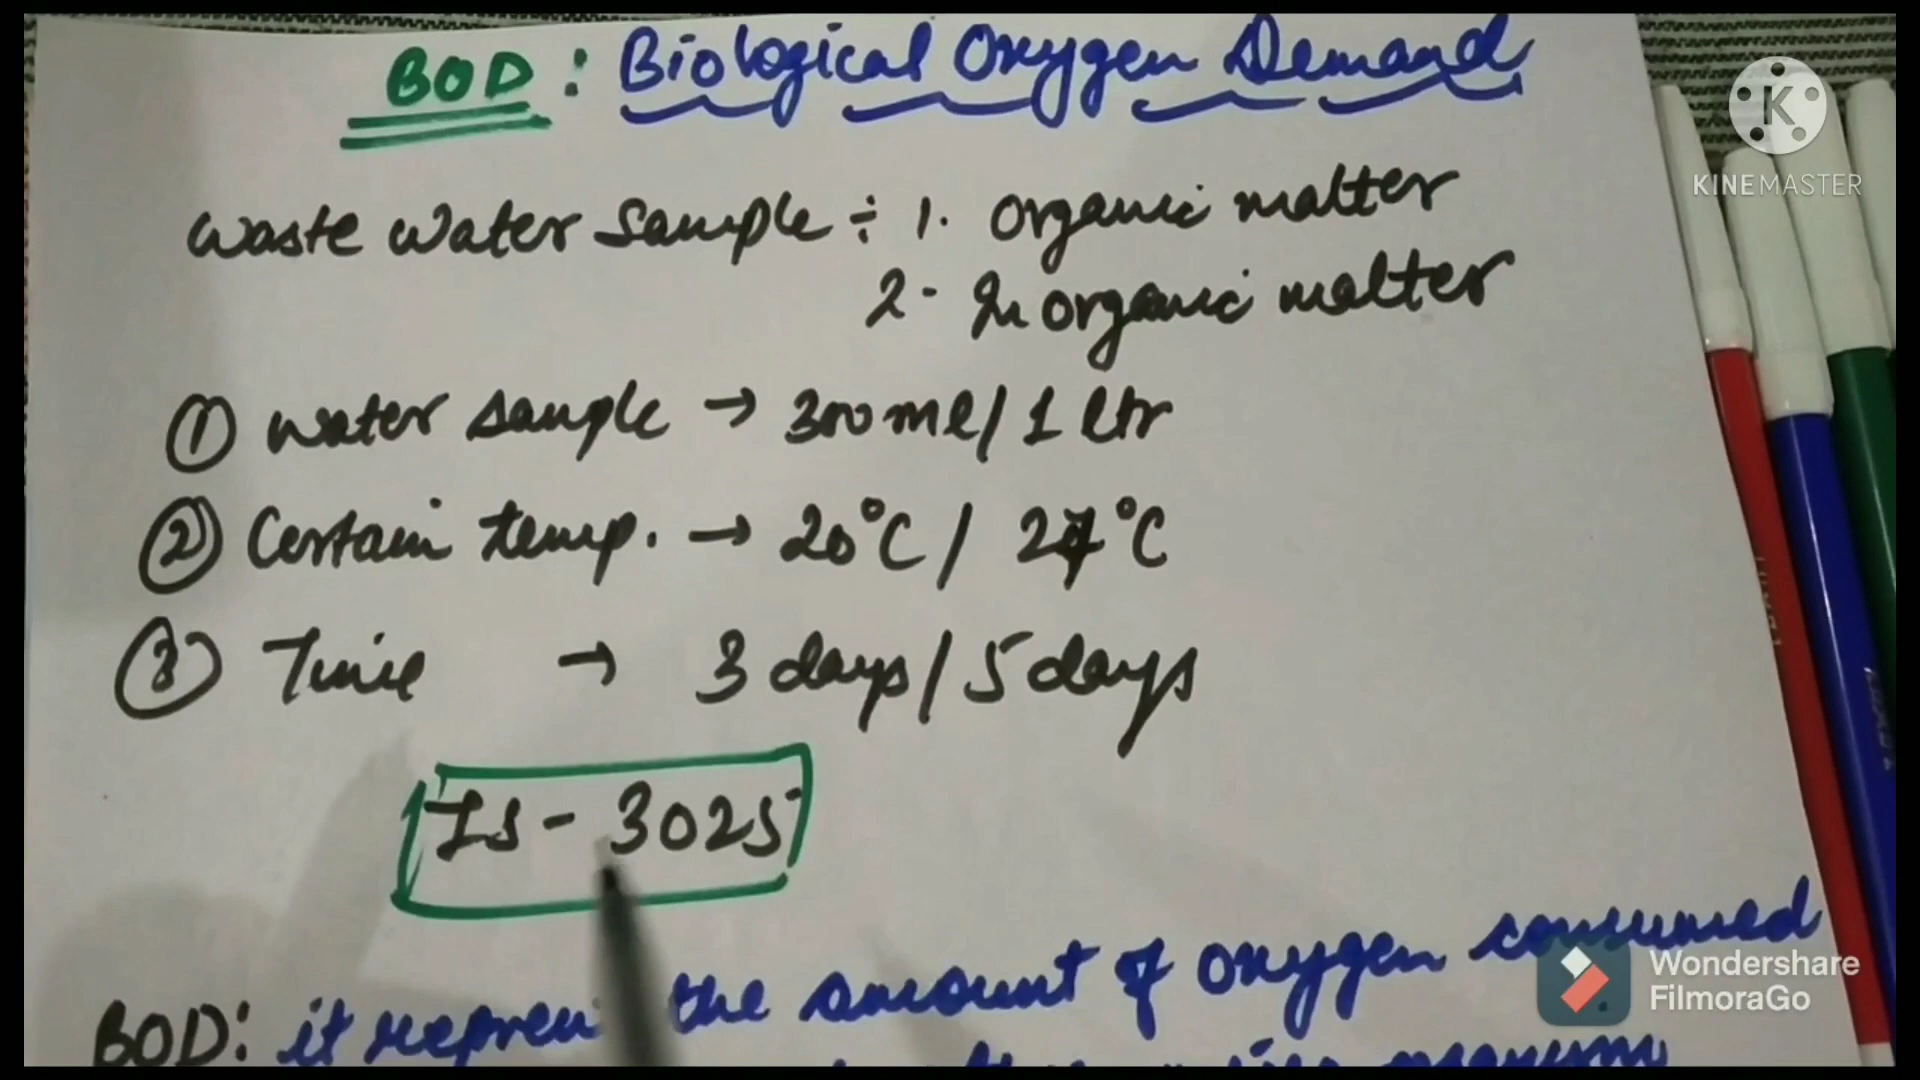 BOD : Biological Oxygen Demand
KINEMASTER
Waste Water Sample ÷ 1. Organic matter
2- Inorganic matter
① Water sample → 300ml/1 ltr
② Certain temp. → 20°C / 27°C
③ Time → 3 days / 5 days
IS - 3025
BOD: it represen the amount of oxygen consumed
Wondershare
FilmoraGo